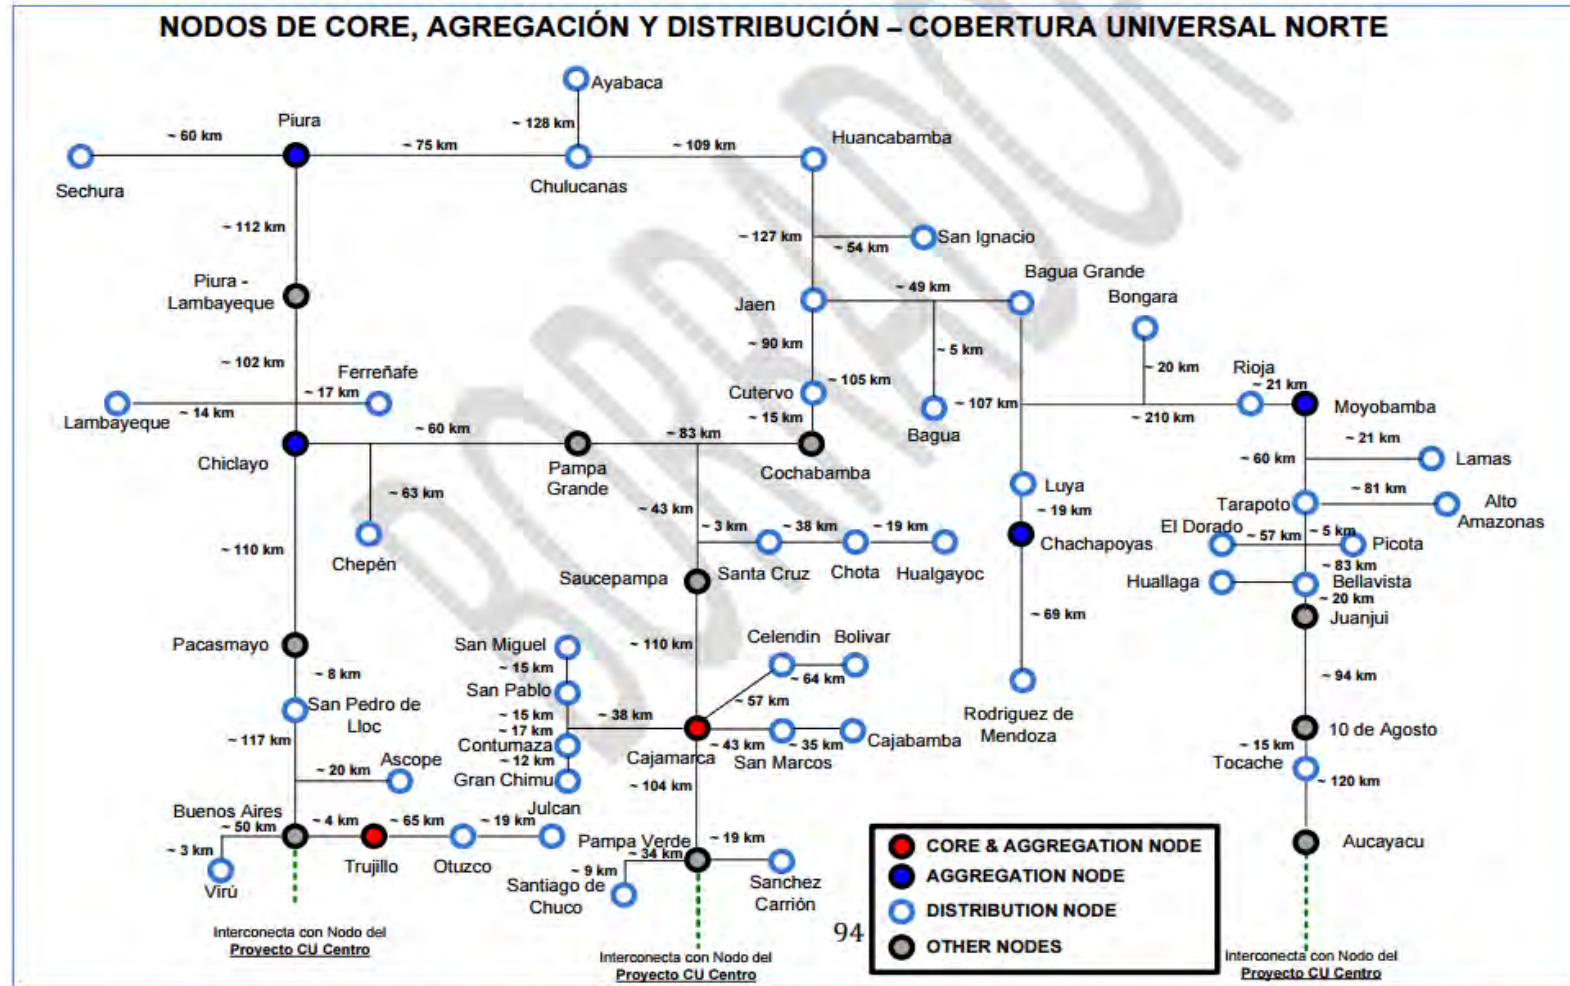 NODOS DE CORE, AGREGACIÓN Y DISTRIBUCIÓN – COBERTURA UNIVERSAL NORTE
Ayabaca
Piura
~ 60 km
~ 75 km
~ 128 km
~ 109 km
Huancabamba
Sechura
Chulucanas
~ 112 km
~ 127 km
San Ignacio
~ 54 km
Piura -
Lambayeque
Bagua Grande
Jaen
~ 49 km
Bongara
~ 102 km
~ 90 km
~ 5 km
~ 20 km
Rioja
Ferreñafe
~ 17 km
~ 14 km
Lambayeque
Cutervo
~ 105 km
~ 15 km
Bagua
~ 107 km
~ 210 km
~ 21 km
Moyobamba
Chiclayo
~ 60 km
Pampa
Grande
~ 83 km
Cochabamba
~ 21 km
~ 60 km
Lamas
~ 63 km
Chepén
~ 43 km
Luya
~ 19 km
Chachapoyas
Tarapoto
~ 81 km
Alto
Amazonas
~ 110 km
~ 3 km
~ 38 km
~ 19 km
Saucepampa
Santa Cruz
Chota
Hualgayoc
El Dorado
~ 57 km
~ 5 km
Picota
~ 83 km
Huallaga
Bellavista
~ 20 km
Juanjui
~ 69 km
Pacasmayo
San Miguel
~ 110 km
Celendin
Bolivar
~ 8 km
~ 15 km
San Pablo
~ 64 km
~ 57 km
~ 94 km
San Pedro de
Lloc
~ 15 km
~ 38 km
~ 17 km
Rodriguez de
Mendoza
~ 117 km
Contumaza
Cajamarca
~ 43 km
~ 35 km
San Marcos
Cajabamba
10 de Agosto
~ 15 km
Tocache
~ 120 km
Ascope
~ 20 km
~ 12 km
Gran Chimu
~ 104 km
Julcan
Buenos Aires
~ 50 km
~ 4 km
~ 65 km
~ 19 km
~ 3 km
Virú
Trujillo
Otuzco
Pampa Verde
~ 19 km
~ 34 km
~ 9 km
Santiago de
Chuco
Sanchez
Carrión
Aucayacu
CORE & AGGREGATION NODE
AGGREGATION NODE
DISTRIBUTION NODE
OTHER NODES
94
Interconecta con Nodo del
Proyecto CU Centro
Interconecta con Nodo del
Proyecto CU Centro
Interconecta con Nodo del
Proyecto CU Centro
BORRADOR